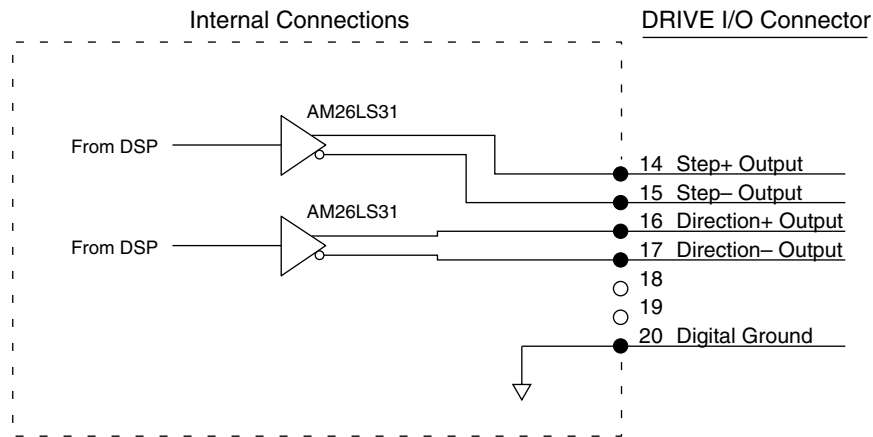 Internal Connections
DRIVE I/O Connector
AM26LS31
From DSP
14 Step+ Output
15 Step– Output
AM26LS31
16 Direction+ Output
From DSP
17 Direction– Output
18
19
20 Digital Ground